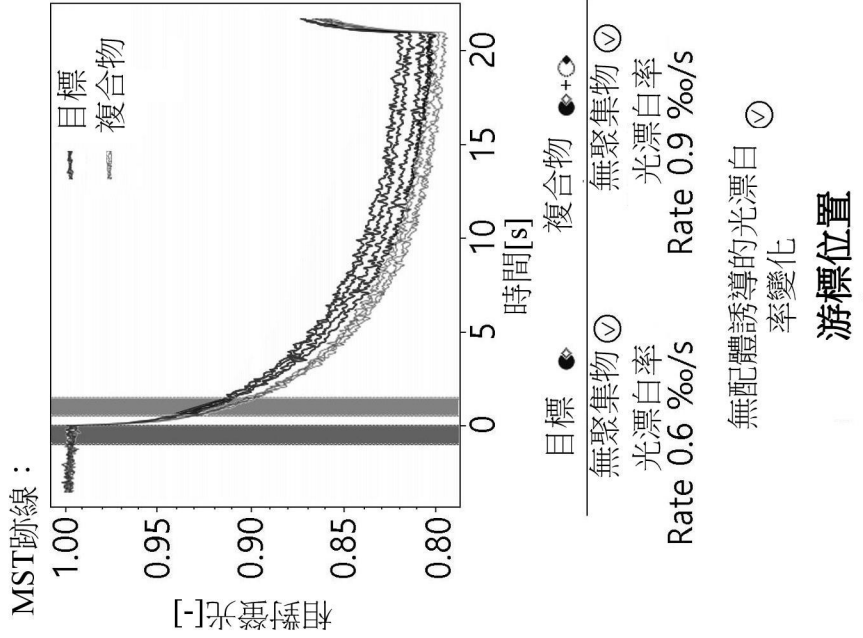 MST跡線：
相對螢光[-]
1.00
0.95
0.90
0.85
0.80
目標
複合物
0
5
10
15
20
時間[s]
目標
複合物
無聚集物
光漂白率
Rate 0.6 ‰/s
無聚集物
光漂白率
Rate 0.9 ‰/s
無配體誘導的光漂白
率變化
游標位置